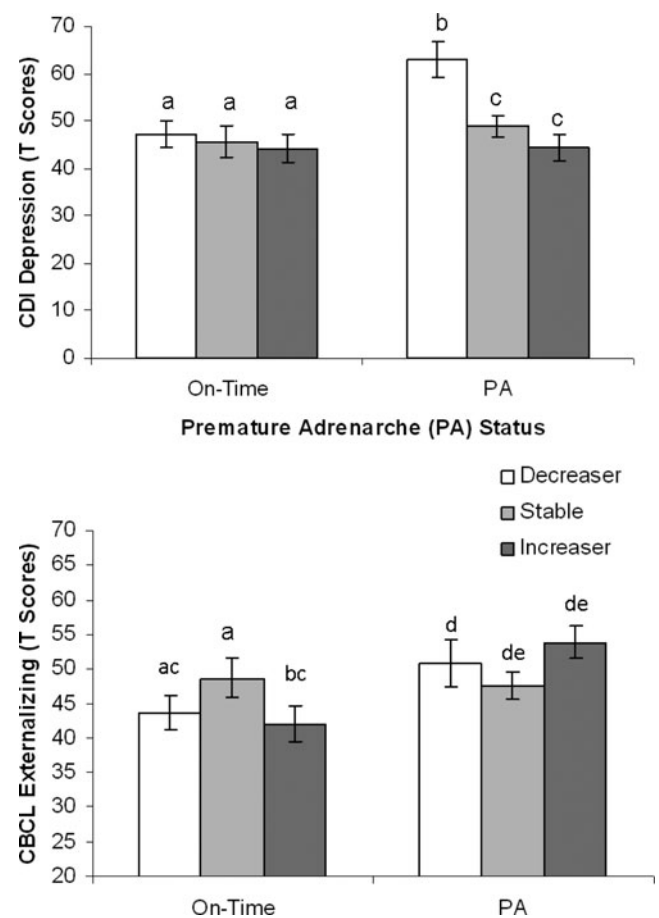 CDI Depression (T Scores)
70
60
50
40
30
20
10
0
a
a
a
b
c
c
On-Time
PA
Premature Adrenarche (PA) Status
Decreaser
Stable
Increaser
CBCL Externalizing (T Scores)
70
65
60
55
50
45
40
35
30
25
20
ac
a
bc
d
de
de
On-Time
PA